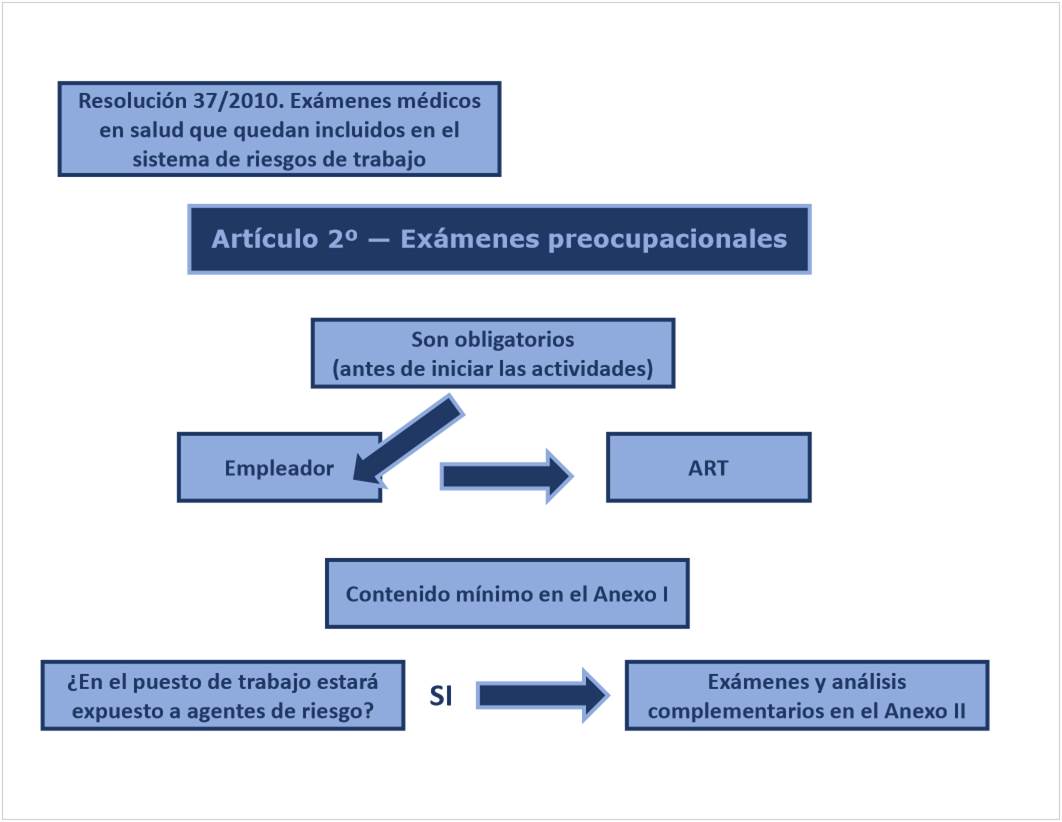 Resolución 37/2010. Exámenes médicos
en salud que quedan incluidos en el
sistema de riesgos de trabajo
Artículo 2º — Exámenes preocupacionales
Son obligatorios
(antes de iniciar las actividades)
Empleador
ART
Contenido mínimo en el Anexo I
¿En el puesto de trabajo estará
expuesto a agentes de riesgo?
SI
Exámenes y análisis
complementarios en el Anexo II